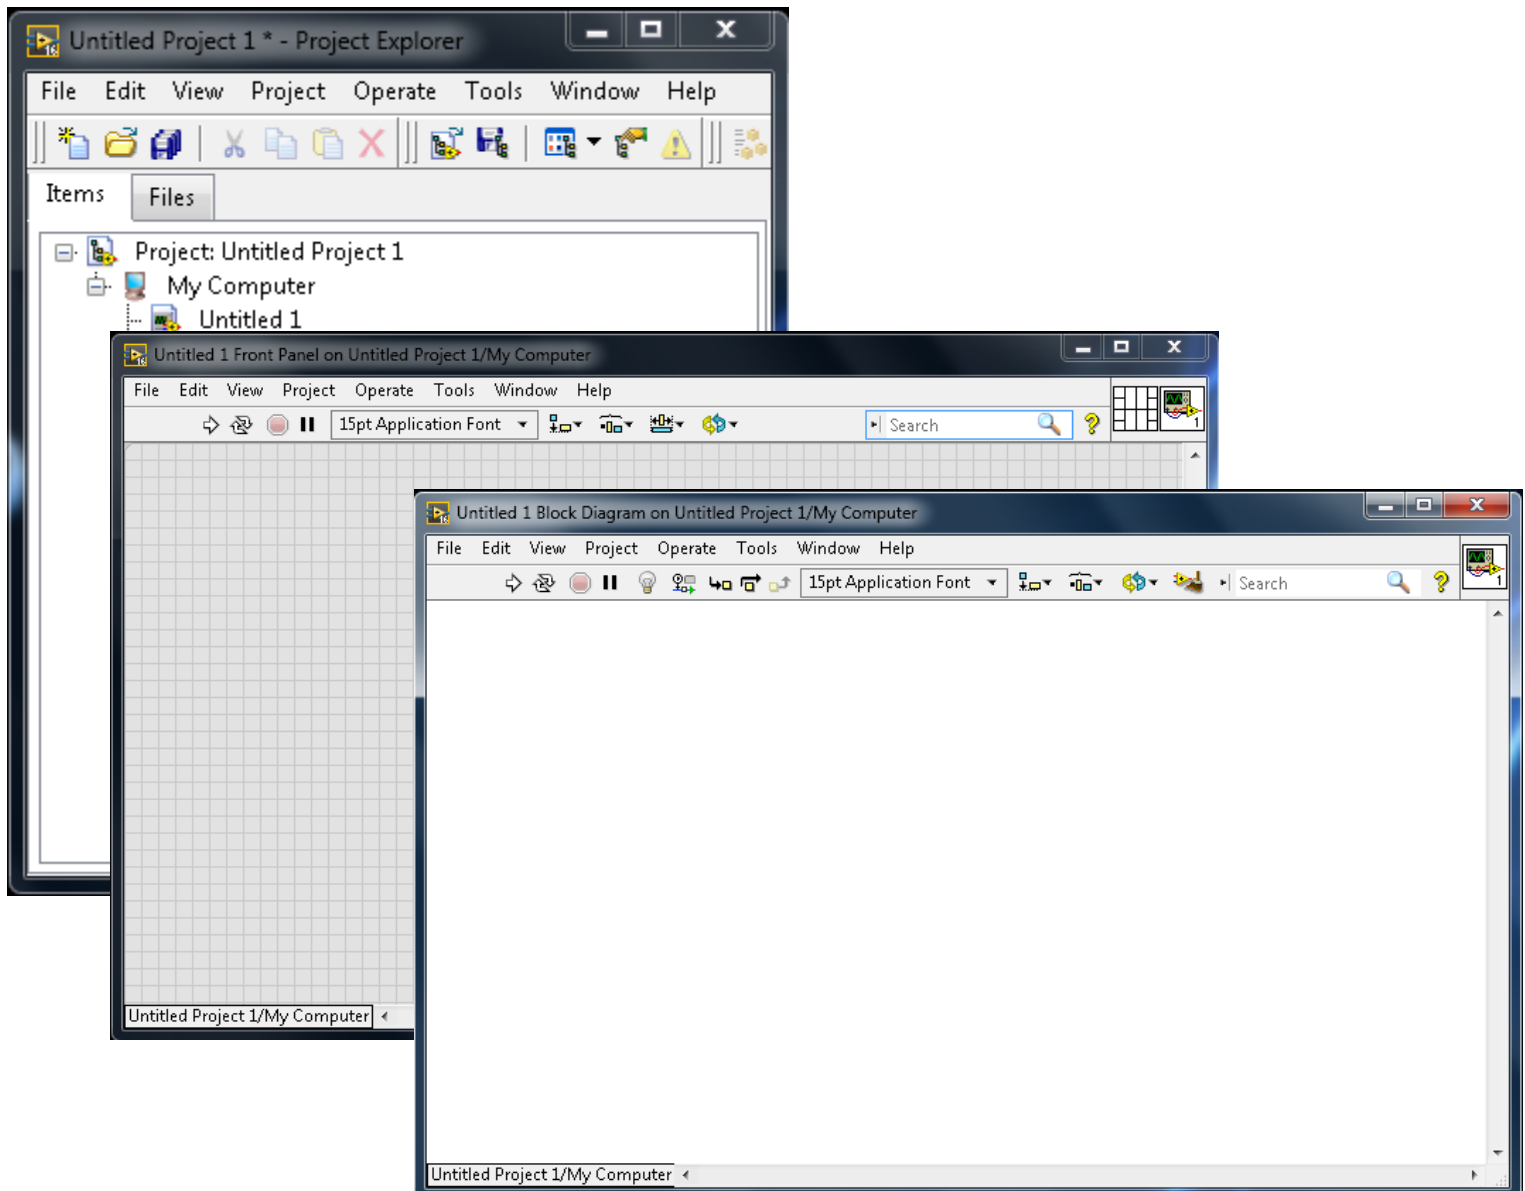 Untitled Project 1 * - Project Explorer
File Edit View Project Operate Tools Window Help
Items Files
Project: Untitled Project 1
My Computer
Untitled 1
Untitled 1 Front Panel on Untitled Project 1/My Computer
File Edit View Project Operate Tools Window Help
15pt Application Font Search ? 1
Untitled Project 1/My Computer
Untitled 1 Block Diagram on Untitled Project 1/My Computer
File Edit View Project Operate Tools Window Help
15pt Application Font Search ? 1
Untitled Project 1/My Computer